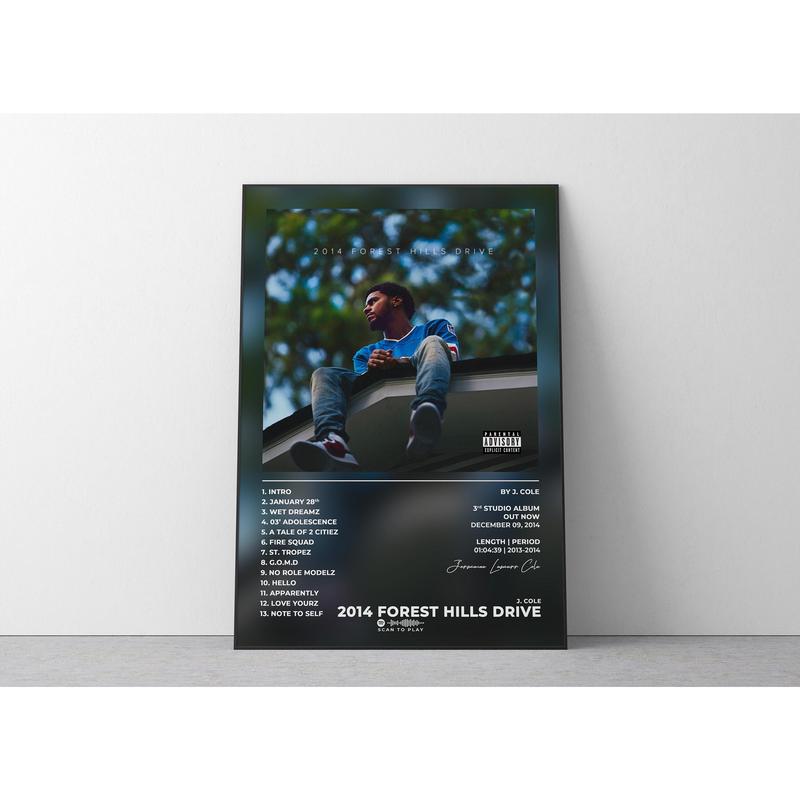 2014 FOREST HILLS DRIVE
PARENTAL
ADVISORY
EXPLICIT CONTENT
1. INTRO
2. JANUARY 28th
3. WET DREAMZ
4. 03' ADOLESCENCE
5. A TALE OF 2 CITIEZ
6. FIRE SQUAD
7. ST. TROPEZ
8. G.O.M.D
9. NO ROLE MODELZ
10. HELLO
11. APPARENTLY
12. LOVE YOURZ
13. NOTE TO SELF
BY J. COLE
3rd STUDIO ALBUM
OUT NOW
DECEMBER 09, 2014
LENGTH | PERIOD
01:04:39 | 2013-2014
Jermaine Lamarr Cole
J. COLE
2014 FOREST HILLS DRIVE
SCAN TO PLAY